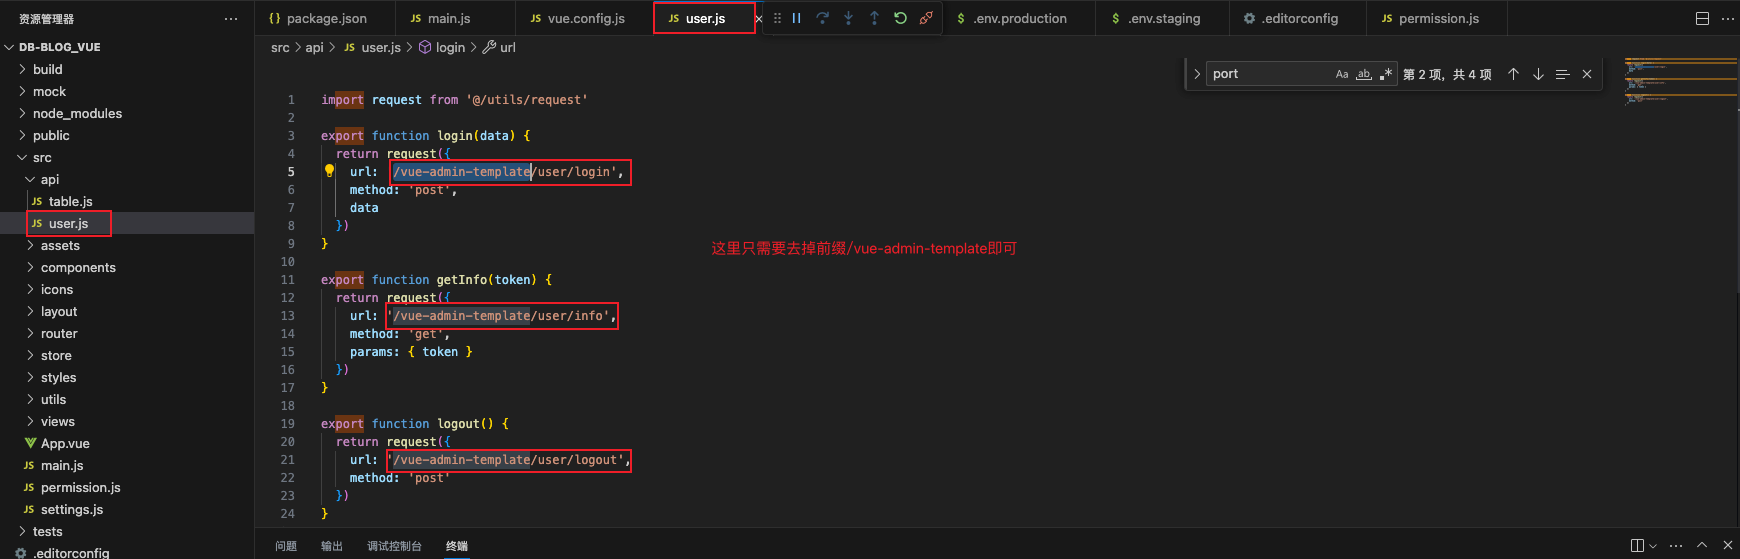 资源管理器
DB-BLOG_VUE
build
mock
node_modules
public
src
api
JS table.js
JS user.js
assets
components
icons
layout
router
store
styles
utils
views
App.vue
JS main.js
JS permission.js
JS settings.js
tests
.editorconfig
{} package.json
JS main.js
JS vue.config.js
JS user.js
$ .env.production
$ .env.staging
.editorconfig
JS permission.js
src > api > JS user.js > login > url
port
Aa ab .*
第 2 项，共 4 项
1 import request from '@/utils/request'
2
3 export function login(data) {
4 return request({
5 url: '/vue-admin-template/user/login',
6 method: 'post',
7 data
8 })
9 }
10
11 export function getInfo(token) {
12 return request({
13 url: '/vue-admin-template/user/info',
14 method: 'get',
15 params: { token }
16 })
17 }
18
19 export function logout() {
20 return request({
21 url: '/vue-admin-template/user/logout',
22 method: 'post'
23 })
24 }
这里只需要去掉前缀/vue-admin-template即可
问题 输出 调试控制台 终端